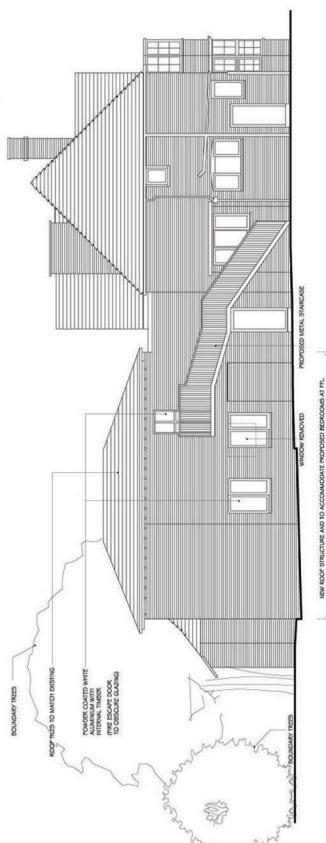 BOUNDARY TREES
ROOF TILES TO MATCH EXISTING
POWDER COATED WHITE
ALUMINIUM WITH
INTERNAL TIMBER.
(FIRE ESCAPE DOOR
TO OBSCURE GLAZING)
BOUNDARY TREES
WINDOW REMOVED
PROPOSED METAL STAIRCASE
NEW ROOF STRUCTURE AND TO ACCOMMODATE PROPOSED BEDROOMS AT FFL.